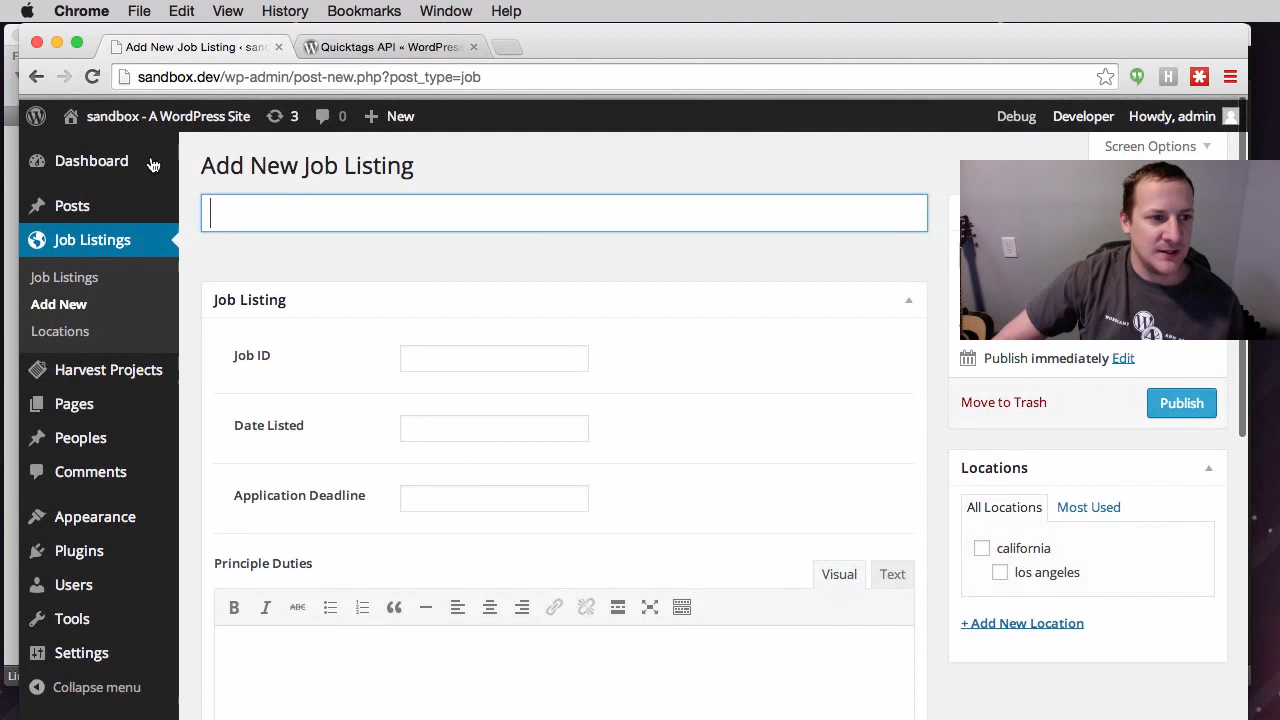 Chrome File Edit View History Bookmarks Window Help
Add New Job Listing ‹ san
Quicktags API « WordPress
sandbox.dev/wp-admin/post-new.php?post_type=job
sandbox - A WordPress Site 3 0 New Debug Developer Howdy, admin
Screen Options
Dashboard
Posts
Job Listings
Job Listings
Add New
Locations
Harvest Projects
Pages
Peoples
Comments
Appearance
Plugins
Users
Tools
Settings
Collapse menu
Add New Job Listing
Job Listing
Job ID
Date Listed
Application Deadline
Principle Duties
Visual Text
B I ABC
Publish immediately Edit
Move to Trash Publish
Locations
All Locations Most Used
california
los angeles
+ Add New Location